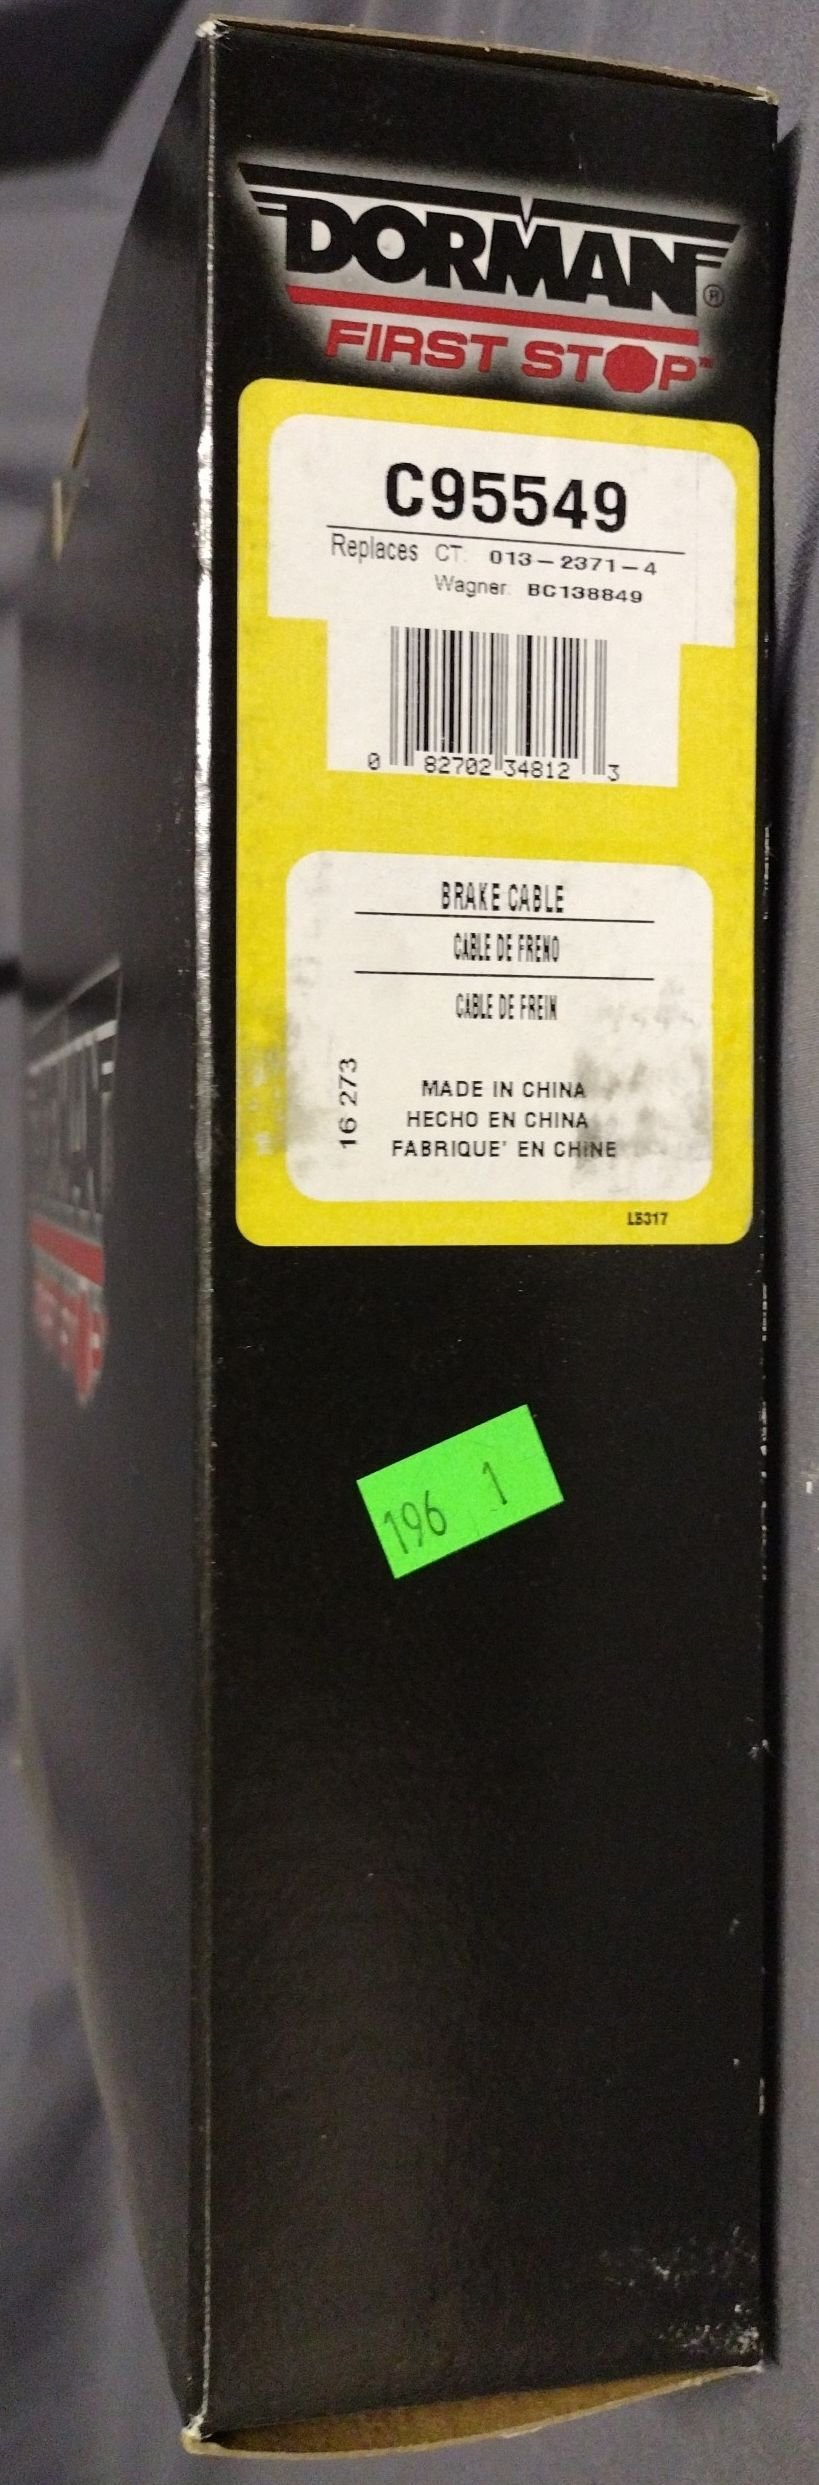 DORMAN®
FIRST STOP™
C95549
Replaces CT. 013-2371-4
Wagner. BC138849
0 82702 34812 3
BRAKE CABLE
CABLE DE FRENO
CABLE DE FREIN
16 273
MADE IN CHINA
HECHO EN CHINA
FABRIQUE' EN CHINE
LB317
196 1